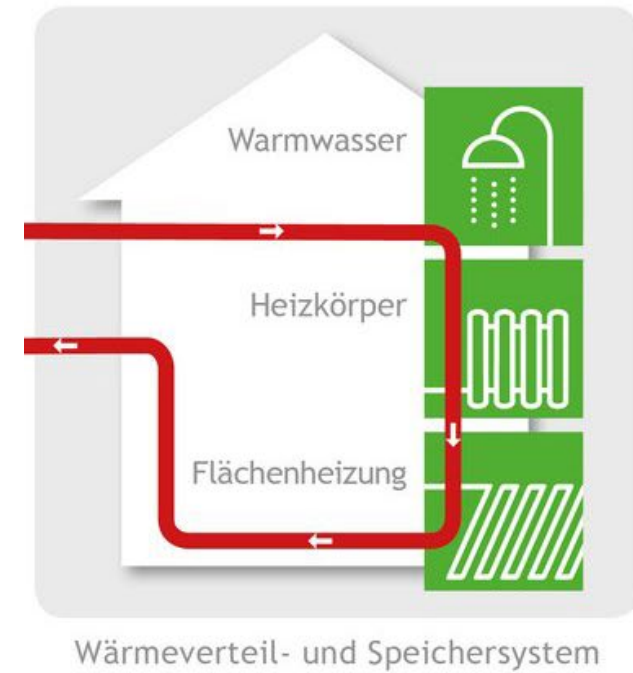 Warmwasser
Heizkörper
Flächenheizung
Wärmeverteil- und Speichersystem